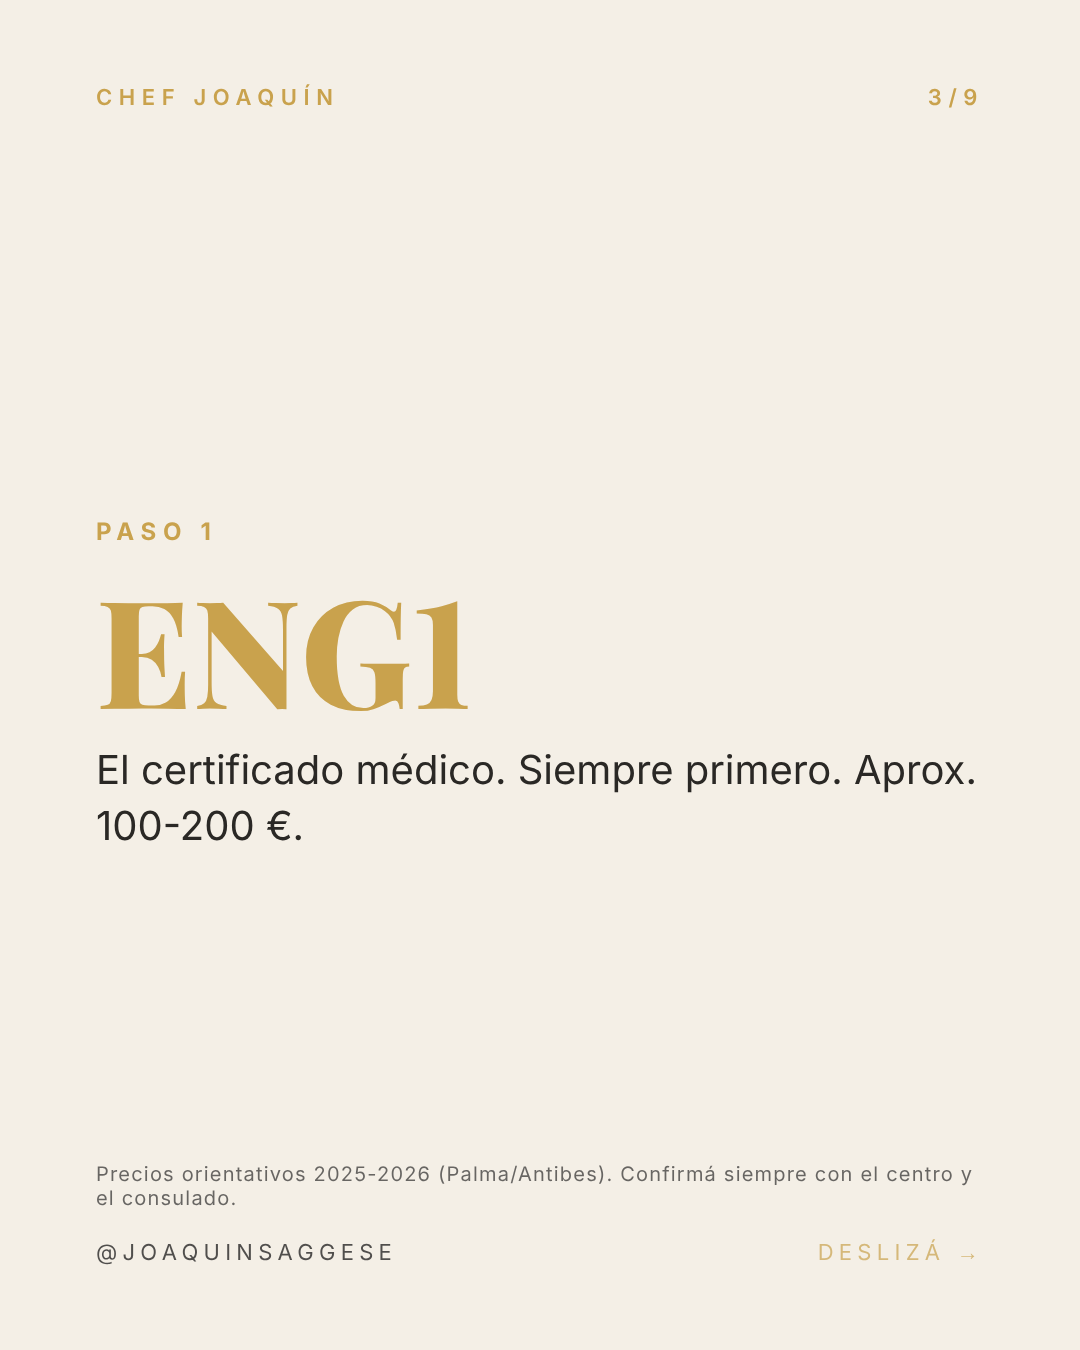 CHEF JOAQUÍN
3/9
PASO 1
ENG1
El certificado médico. Siempre primero. Aprox.
100-200 €.
Precios orientativos 2025-2026 (Palma/Antibes). Confirmá siempre con el centro y
el consulado.
@JOAQUINSAGGESE
DESLIZÁ →